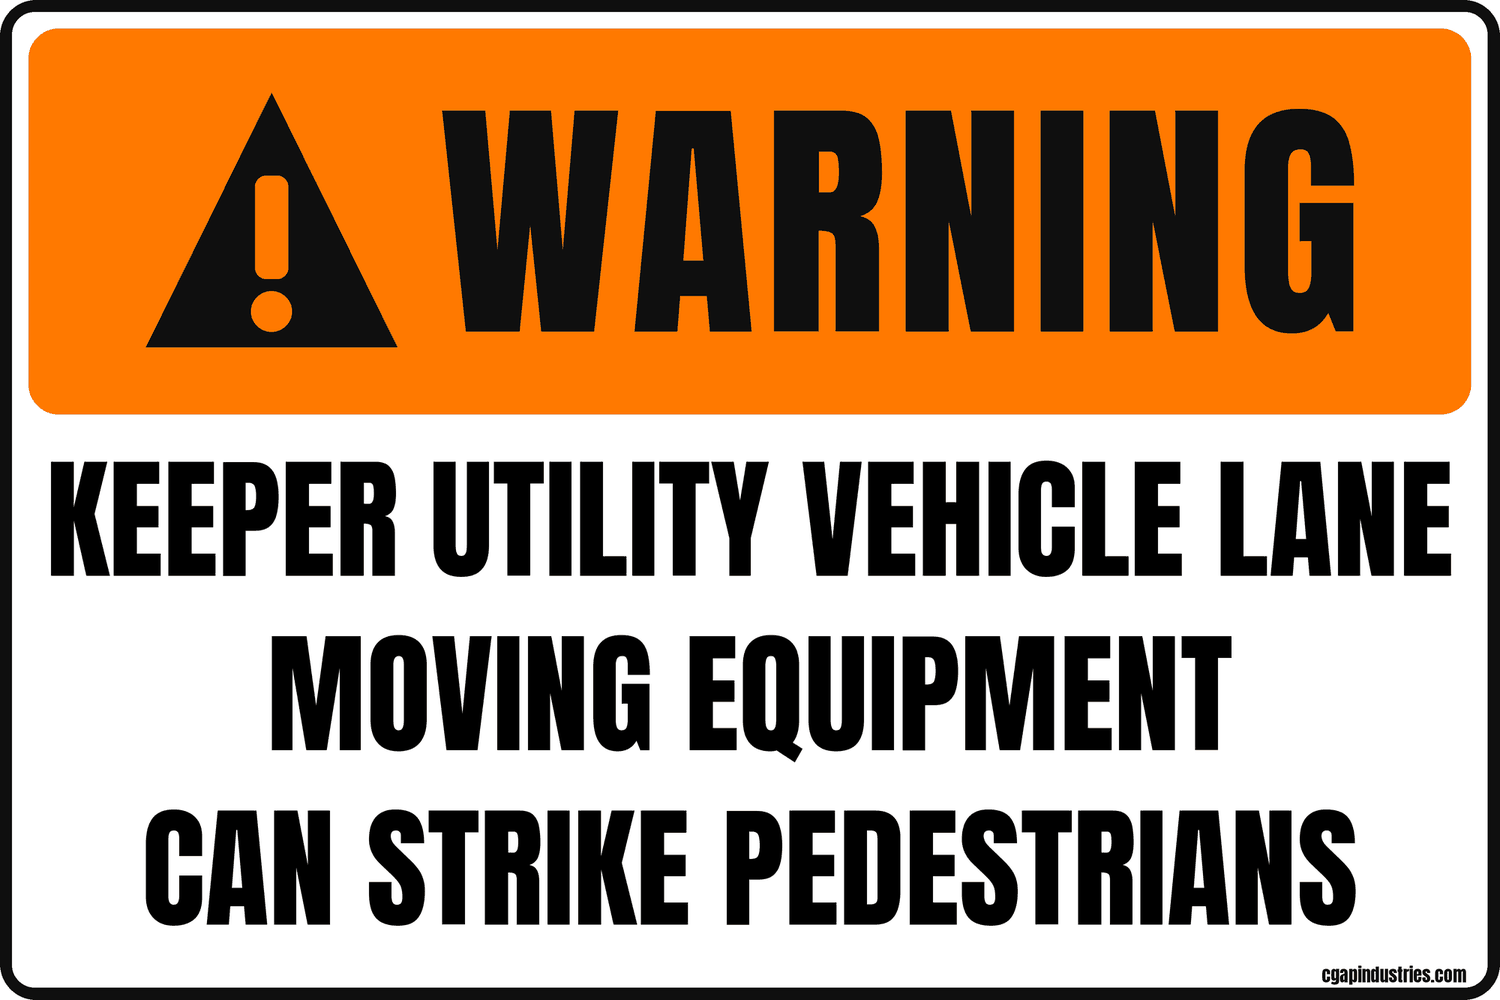 WARNING
KEEPER UTILITY VEHICLE LANE
MOVING EQUIPMENT
CAN STRIKE PEDESTRIANS
cgapindustries.com